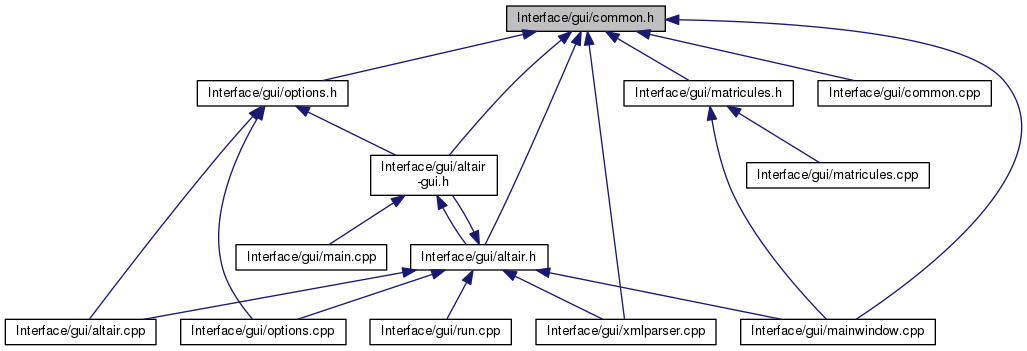 Interface/gui/common.h
Interface/gui/options.h
Interface/gui/matricules.h
Interface/gui/common.cpp
Interface/gui/altair
-gui.h
Interface/gui/matricules.cpp
Interface/gui/main.cpp
Interface/gui/altair.h
Interface/gui/altair.cpp
Interface/gui/options.cpp
Interface/gui/run.cpp
Interface/gui/xmlparser.cpp
Interface/gui/mainwindow.cpp